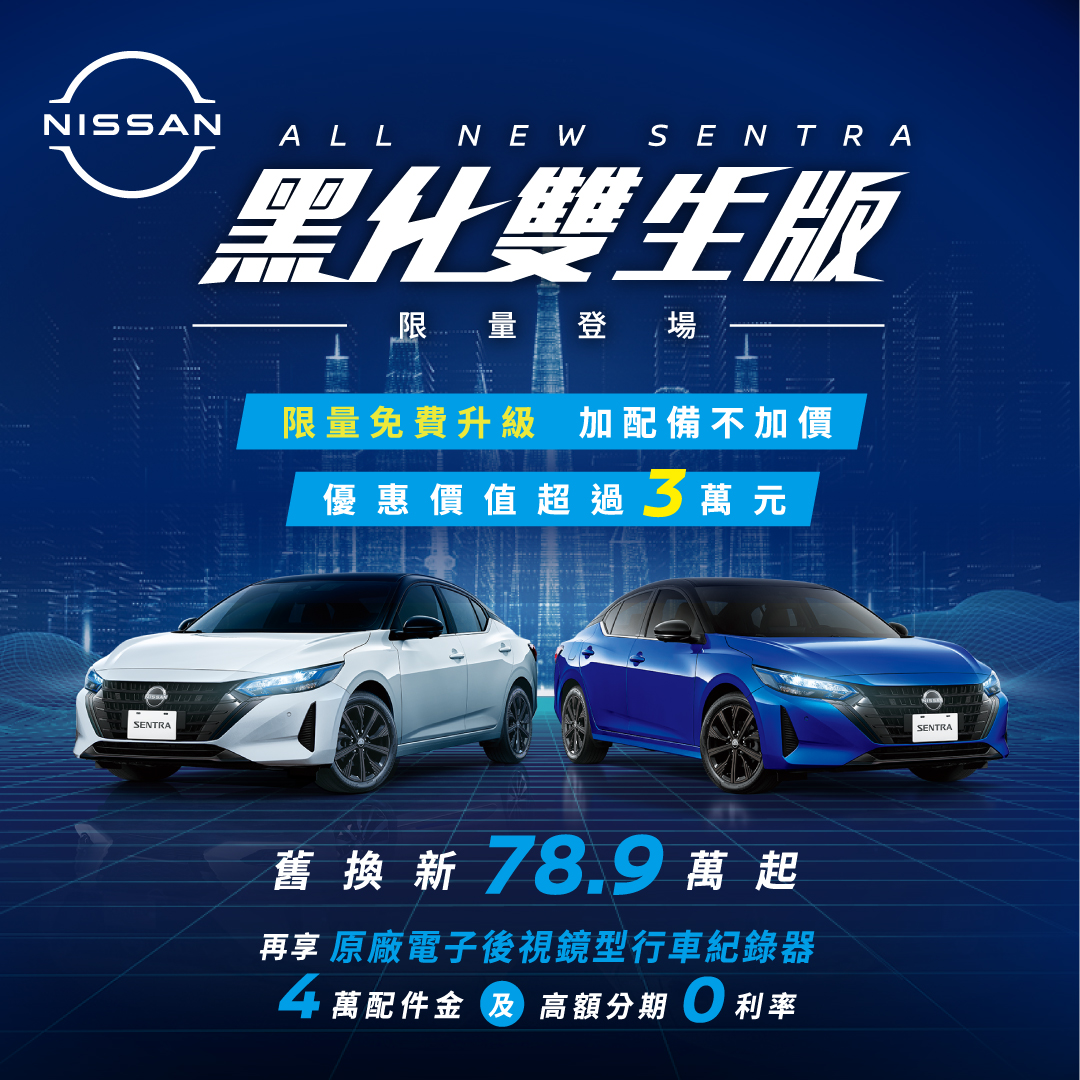 NISSAN
ALL NEW SENTRA
黑化雙生版
限量登場
限量免費升級 加配備不加價
優惠價值超過3萬元
NISSAN
SENTRA
NISSAN
SENTRA
舊換新78.9萬起
再享 原廠電子後視鏡型行車紀錄器
4萬配件金 及 高額分期 0 利率